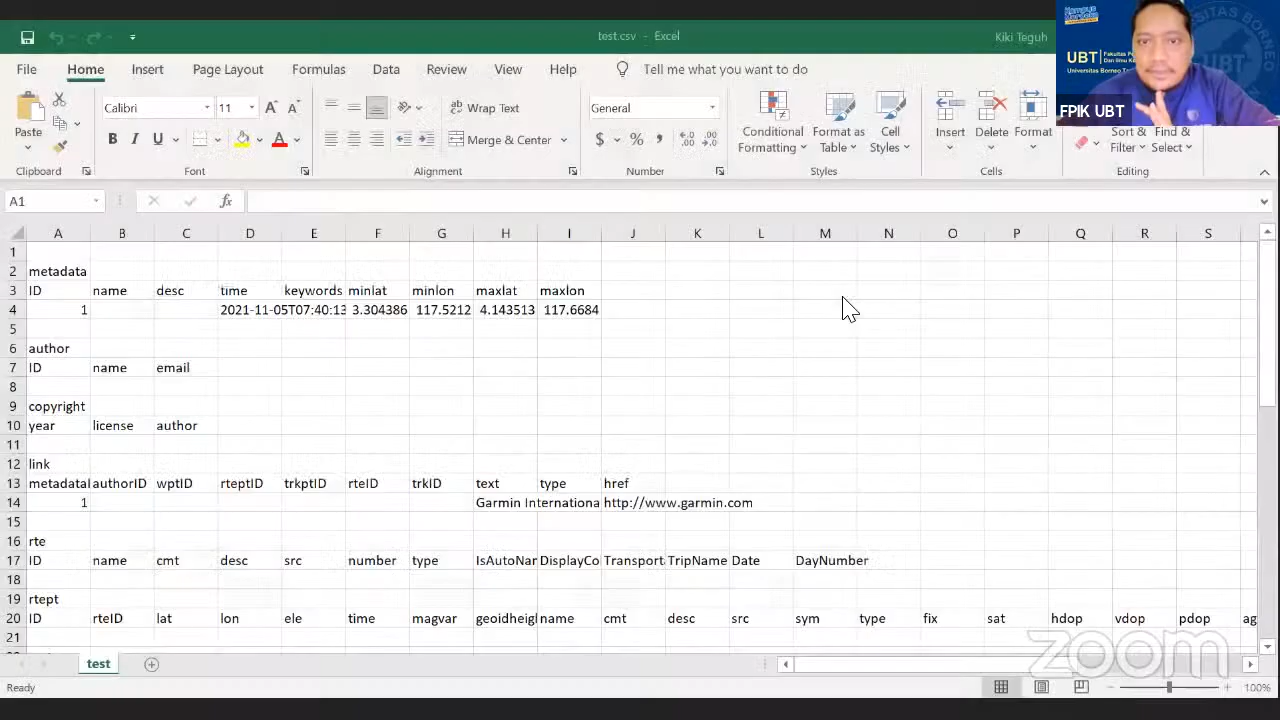 test.csv - Excel
Kiki Teguh
File Home Insert Page Layout Formulas Data Review View Help Tell me what you want to do
UBT
FPIK UBT
Calibri 11 Wrap Text General
Paste
B I U Merge & Center $ % Conditional Formatting Format as Table Cell Styles Insert Delete Format Sort & Filter Find & Select
Clipboard Font Alignment Number Styles Cells Editing
A1 fx
A B C D E F G H I J K L M N O P Q R S
1
2 metadata
3 ID name desc time keywords minlat minlon maxlat maxlon
4 1 2021-11-05T07:40:13 3.304386 117.5212 4.143513 117.6684
5
6 author
7 ID name email
8
9 copyright
10 year license author
11
12 link
13 metadataI authorID wptID rteptID trkptID rteID trkID text type href
14 1 Garmin Internationa http://www.garmin.com
15
16 rte
17 ID name cmt desc src number type IsAutoNar DisplayCo Transport TripName Date DayNumber
18
19 rtept
20 ID rteID lat lon ele time magvar geoidheigl name cmt desc src sym type fix sat hdop vdop pdop ag
21
test
zoom
Ready 100%